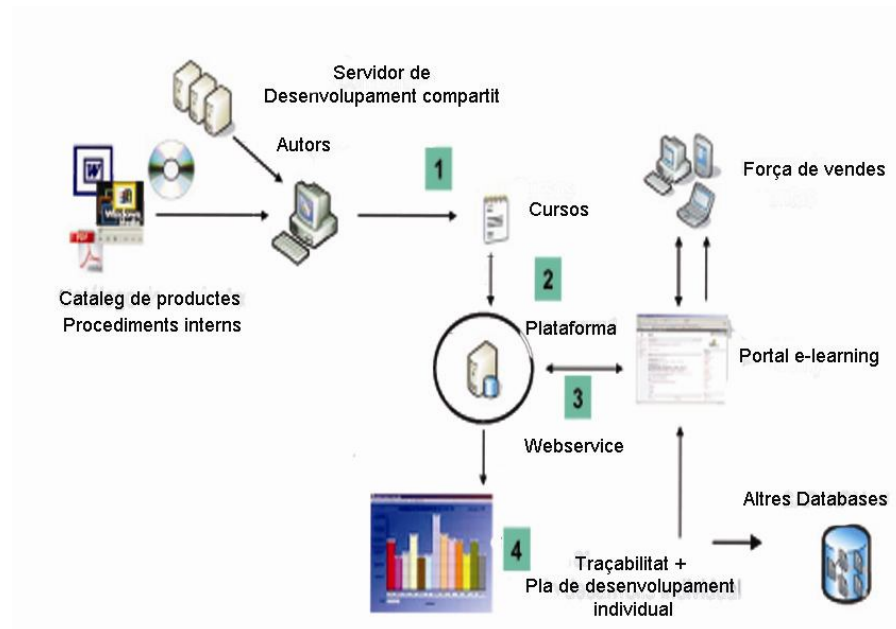 Servidor de
Desenvolupament compartit
Autors
1
Força de vendes
Cursos
W
PDF
Cataleg de productes
Procediments interns
2
Plataforma
Portal e-learning
3
Webservice
Altres Databases
4
Traçabilitat +
Pla de desenvolupament
individual